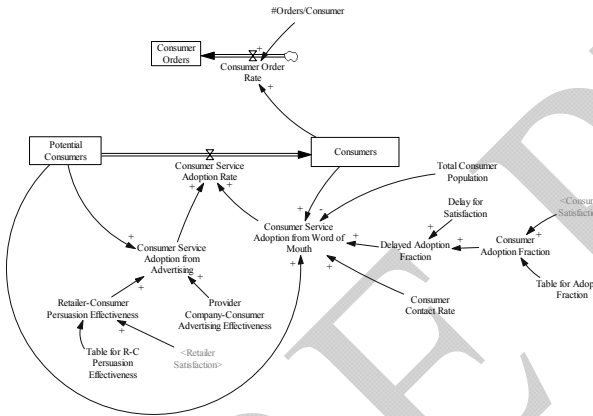 #Orders/Consumer
Consumer
Orders
Consumer Order
Rate
Potential
Consumers
Consumers
Consumer Service
Adoption Rate
Total Consumer
Population
Delay for
Satisfaction
Consumer Service
Adoption from Word of
Mouth
Delayed Adoption
Fraction
Consumer
Adoption Fraction
Consumer Service
Adoption from
Advertising
Table for
Fraction
Retailer-Consumer
Persuasion Effectiveness
Provider
Company-Consumer
Advertising Effectiveness
Consumer
Contact Rate
Table for R-C
Persuasion
Effectiveness
<Retailer
Satisfaction>